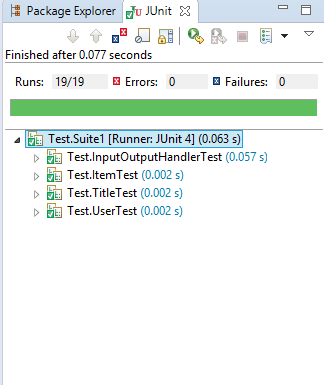 Package Explorer JUnit
Finished after 0.077 seconds
Runs: 19/19 Errors: 0 Failures: 0
Test.Suite1 [Runner: JUnit 4] (0.063 s)
Test.InputOutputHandlerTest (0.057 s)
Test.ItemTest (0.002 s)
Test.TitleTest (0.002 s)
Test.UserTest (0.002 s)